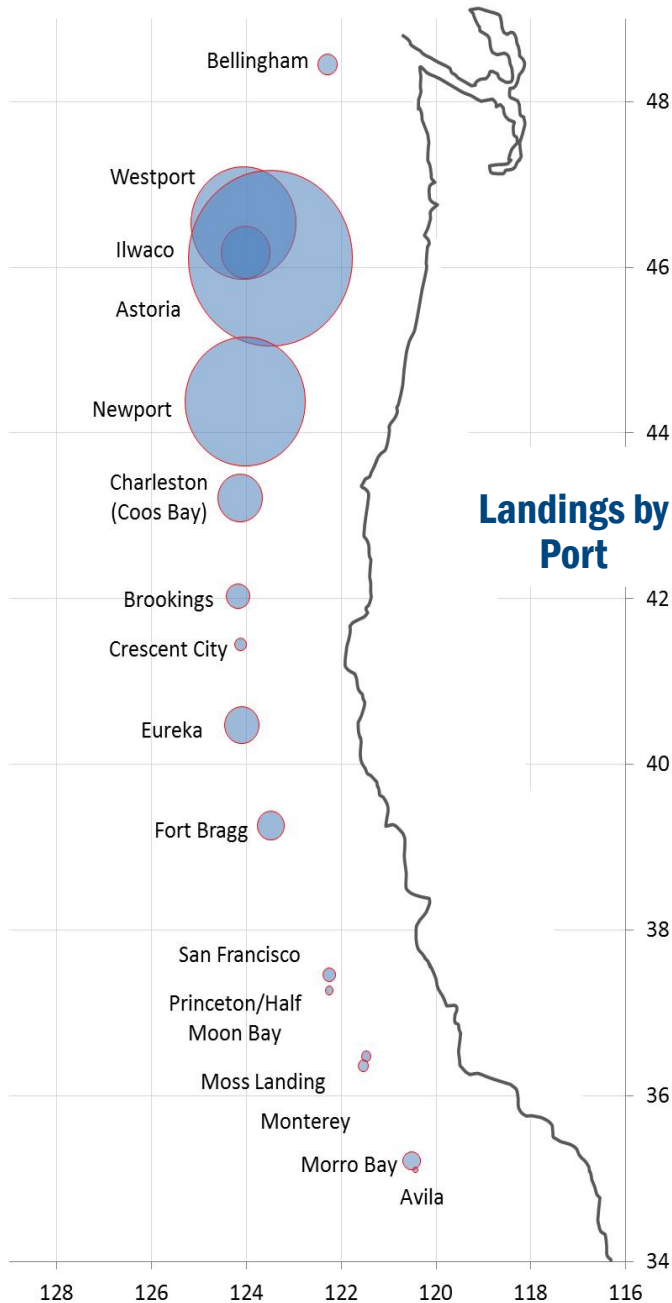 Bellingham
48
Westport
Ilwaco
46
Astoria
Newport
44
Charleston
(Coos Bay)
Landings by
Port
Brookings
42
Crescent City
Eureka
40
Fort Bragg
38
San Francisco
Princeton/Half
Moon Bay
Moss Landing
36
Monterey
Morro Bay
Avila
34
128 126 124 122 120 118 116